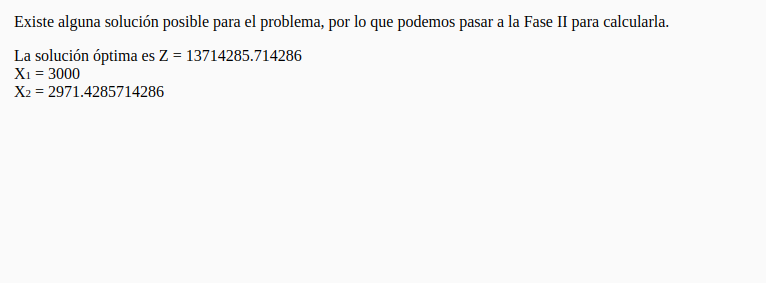 Existe alguna solución posible para el problema, por lo que podemos pasar a la Fase II para calcularla.
La solución óptima es Z = 13714285.714286
X1 = 3000
X2 = 2971.4285714286